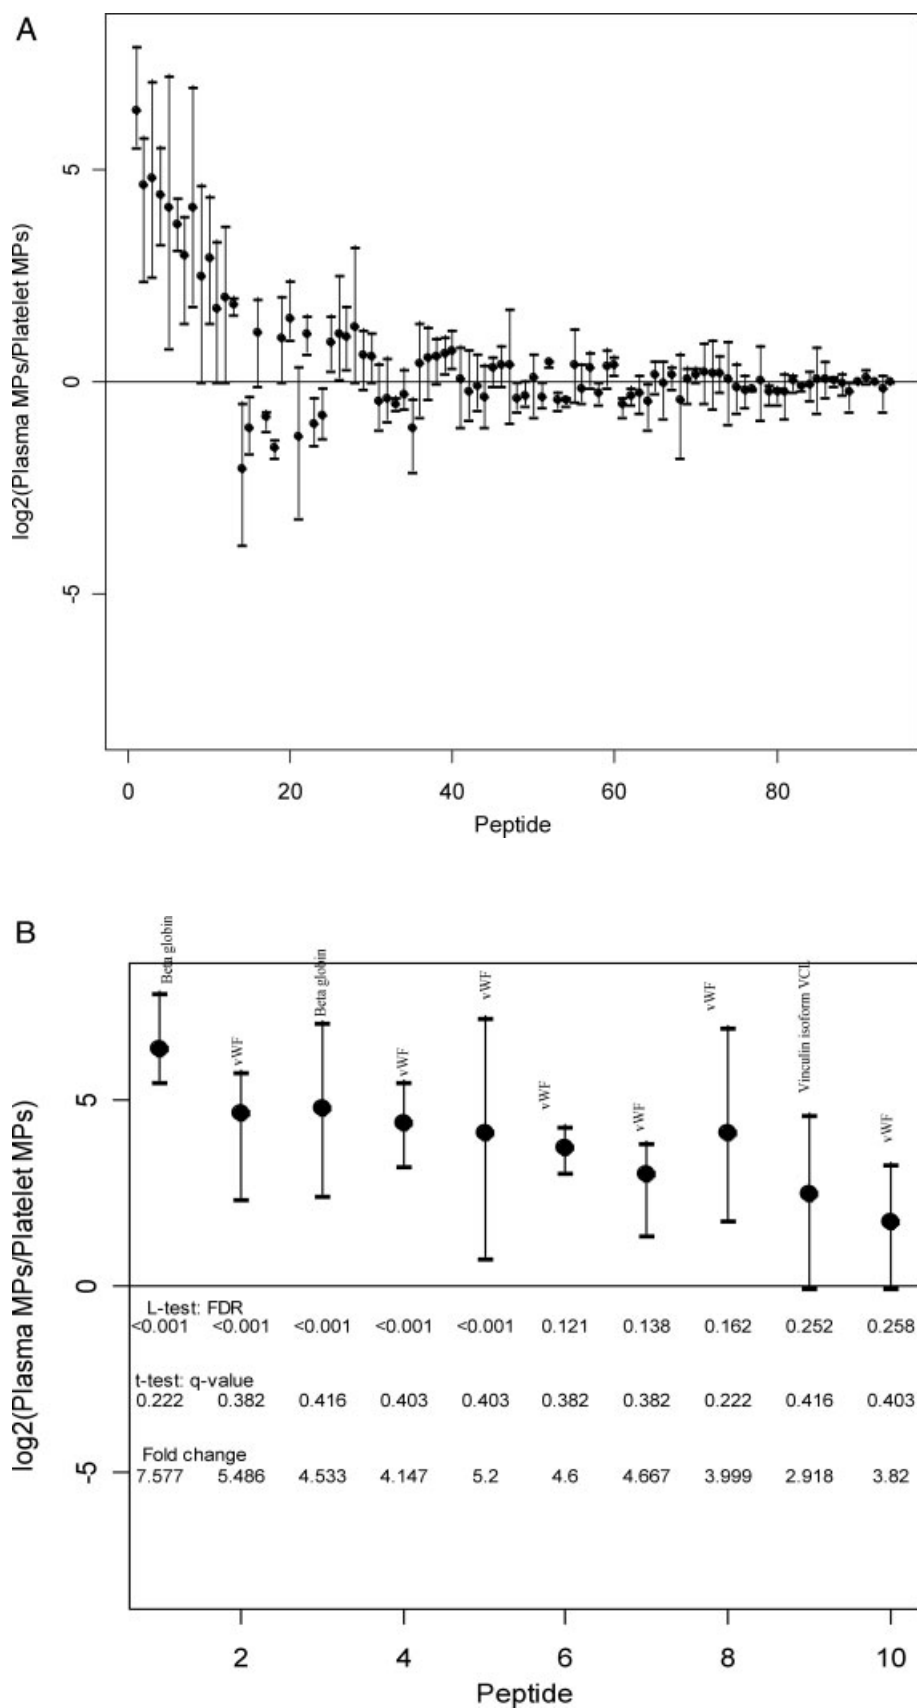 A
log2(Plasma MPs/Platelet MPs)
5
0
-5
0 20 40 60 80
Peptide
B
log2(Plasma MPs/Platelet MPs)
5
0
-5
Beta globin
vWF
Beta globin
vWF
vWF
vWF
vWF
vWF
Vinculin isoform VCL
vWF
L-test: FDR
<0.001 <0.001 <0.001 <0.001 <0.001 0.121 0.138 0.162 0.252 0.258
t-test: q-value
0.222 0.382 0.416 0.403 0.403 0.382 0.382 0.222 0.416 0.403
Fold change
7.577 5.486 4.533 4.147 5.2 4.6 4.667 3.999 2.918 3.82
2 4 6 8 10
Peptide